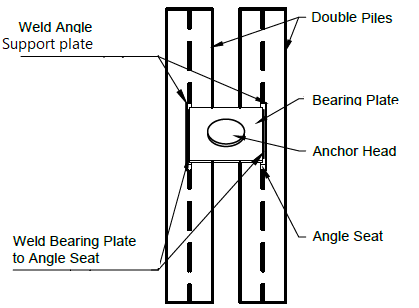 Weld Angle
Support plate
Double Piles
Bearing Plate
Anchor Head
Weld Bearing Plate
to Angle Seat
Angle Seat